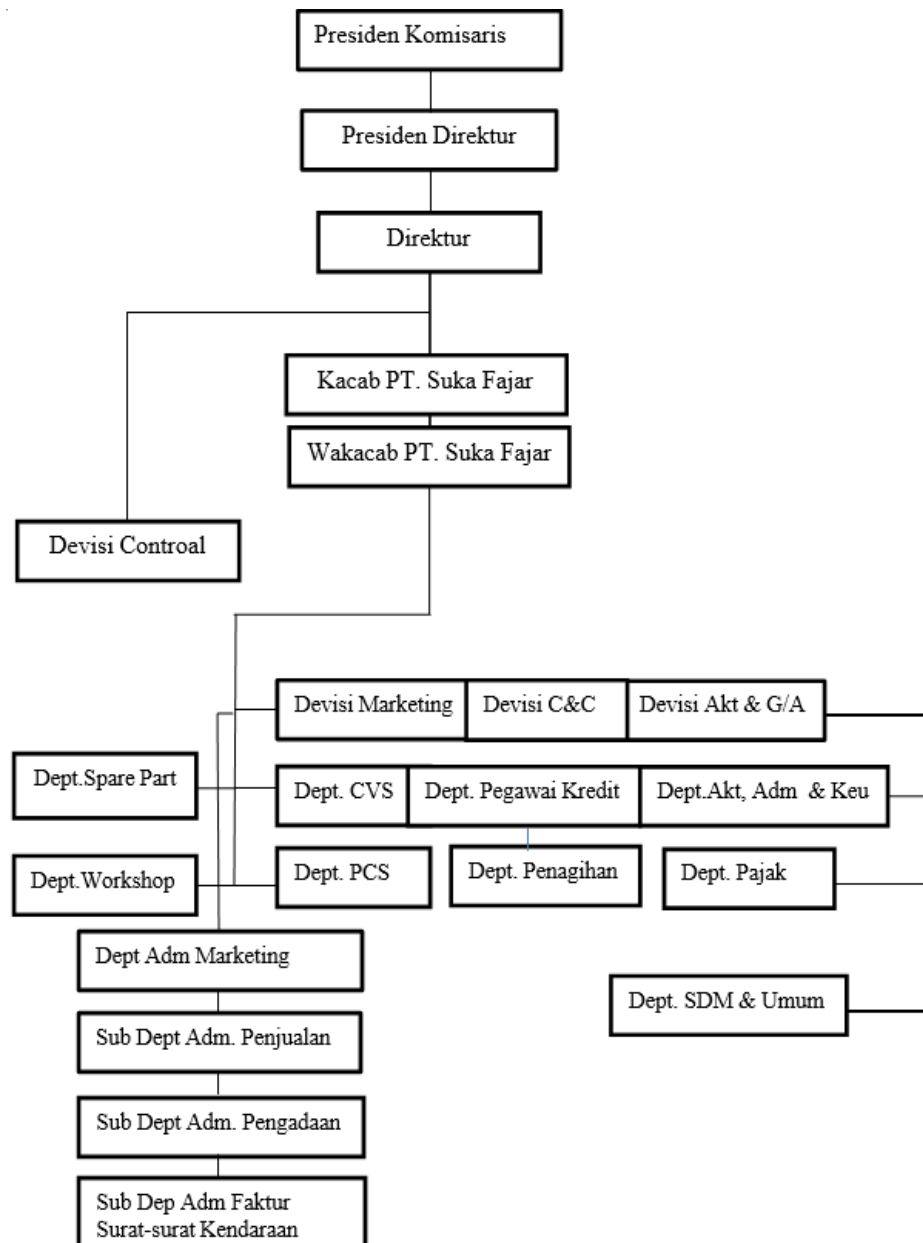 Presiden Komisaris
Presiden Direktur
Direktur
Kacab PT. Suka Fajar
Wakacab PT. Suka Fajar
Devisi Controal
Devisi Marketing
Devisi C&C
Devisi Akt & G/A
Dept.Spare Part
Dept. CVS
Dept. Pegawai Kredit
Dept.Akt, Adm & Keu
Dept.Workshop
Dept. PCS
Dept. Penagihan
Dept. Pajak
Dept Adm Marketing
Dept. SDM & Umum
Sub Dept Adm. Penjualan
Sub Dept Adm. Pengadaan
Sub Dep Adm Faktur
Surat-surat Kendaraan